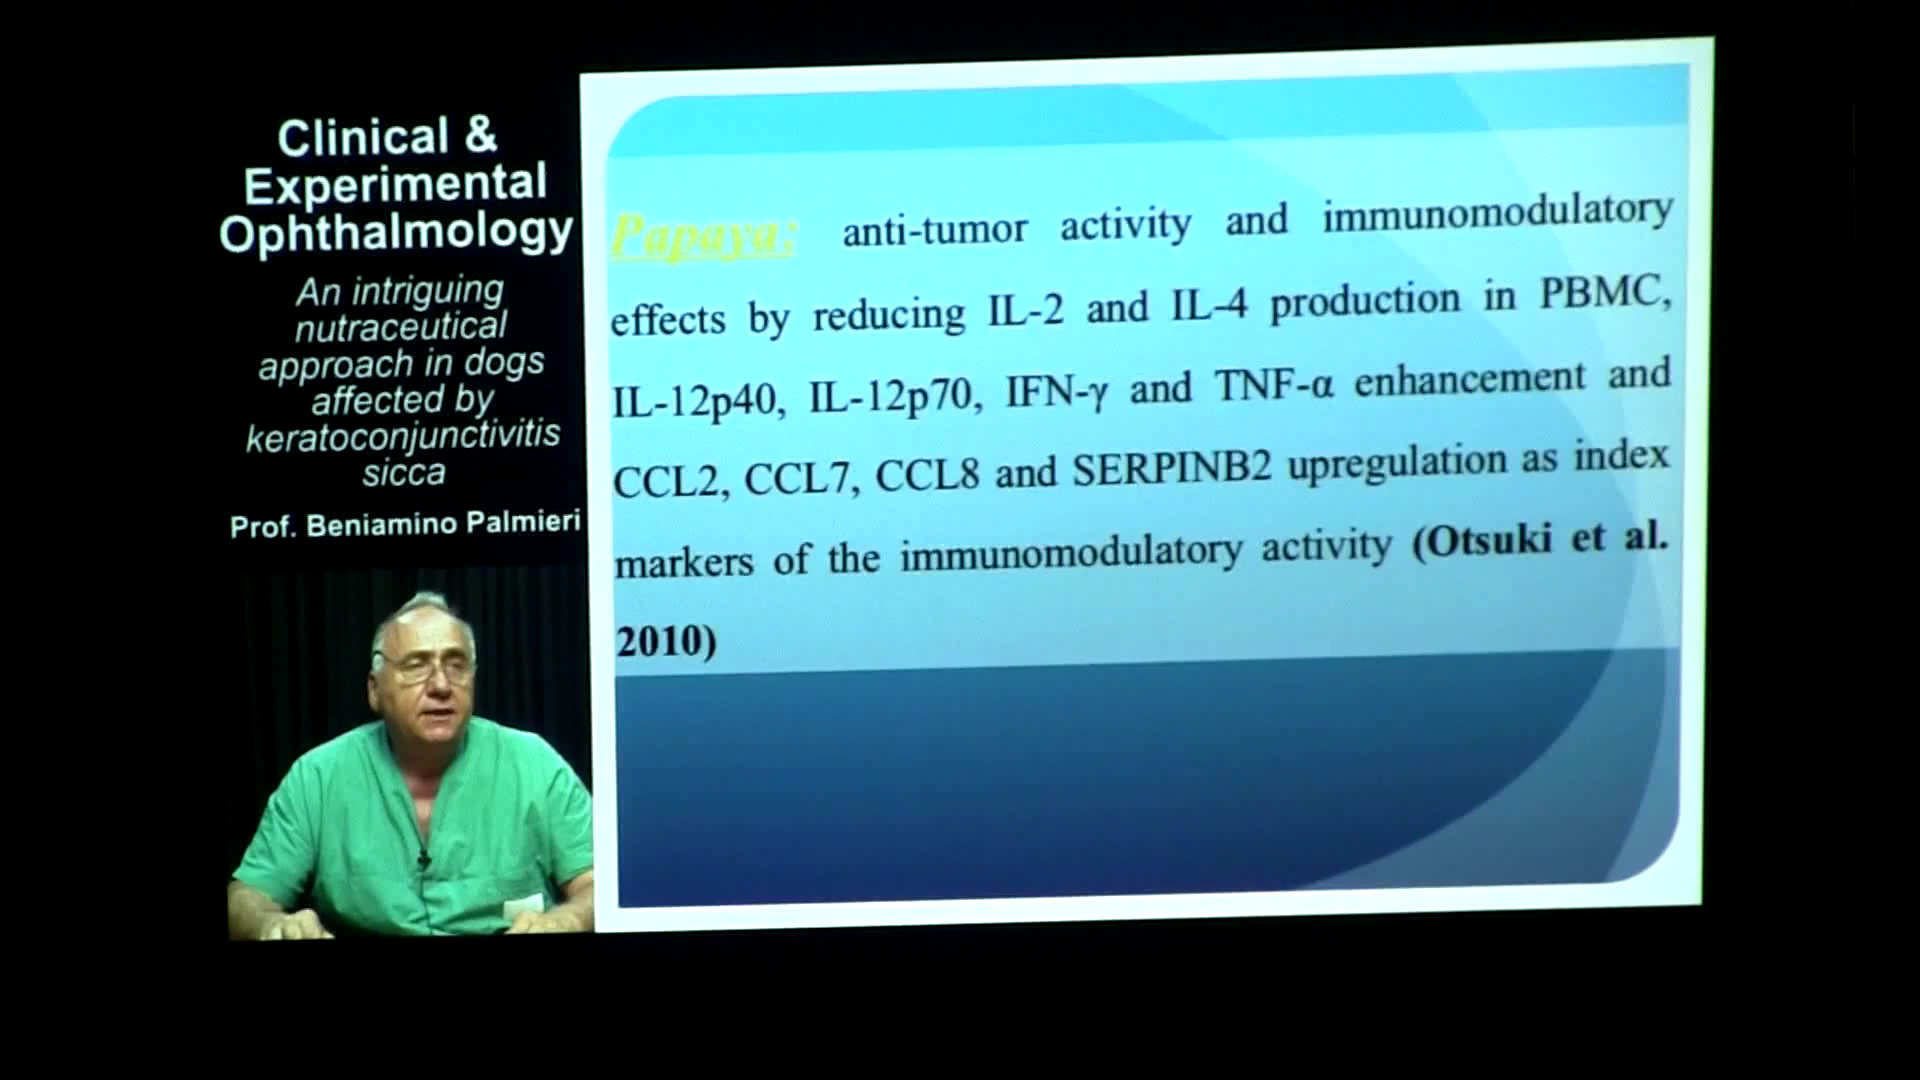 Clinical &
Experimental
Ophthalmology
An intriguing
nutraceutical
approach in dogs
affected by
keratoconjunctivitis
sicca
Prof. Beniamino Palmieri
Papaya: anti-tumor activity and immunomodulatory
effects by reducing IL-2 and IL-4 production in PBMC,
IL-12p40, IL-12p70, IFN-γ and TNF-α enhancement and
CCL2, CCL7, CCL8 and SERPINB2 upregulation as index
markers of the immunomodulatory activity (Otsuki et al.
2010)